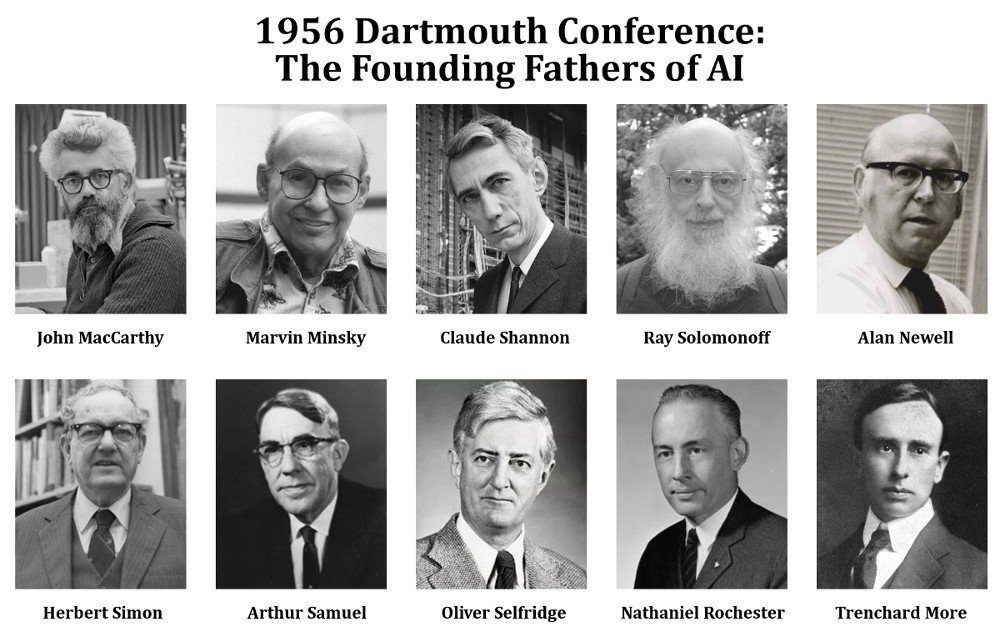 1956 Dartmouth Conference:
The Founding Fathers of AI
John MacCarthy
Marvin Minsky
Claude Shannon
Ray Solomonoff
Alan Newell
Herbert Simon
Arthur Samuel
Oliver Selfridge
Nathaniel Rochester
Trenchard More